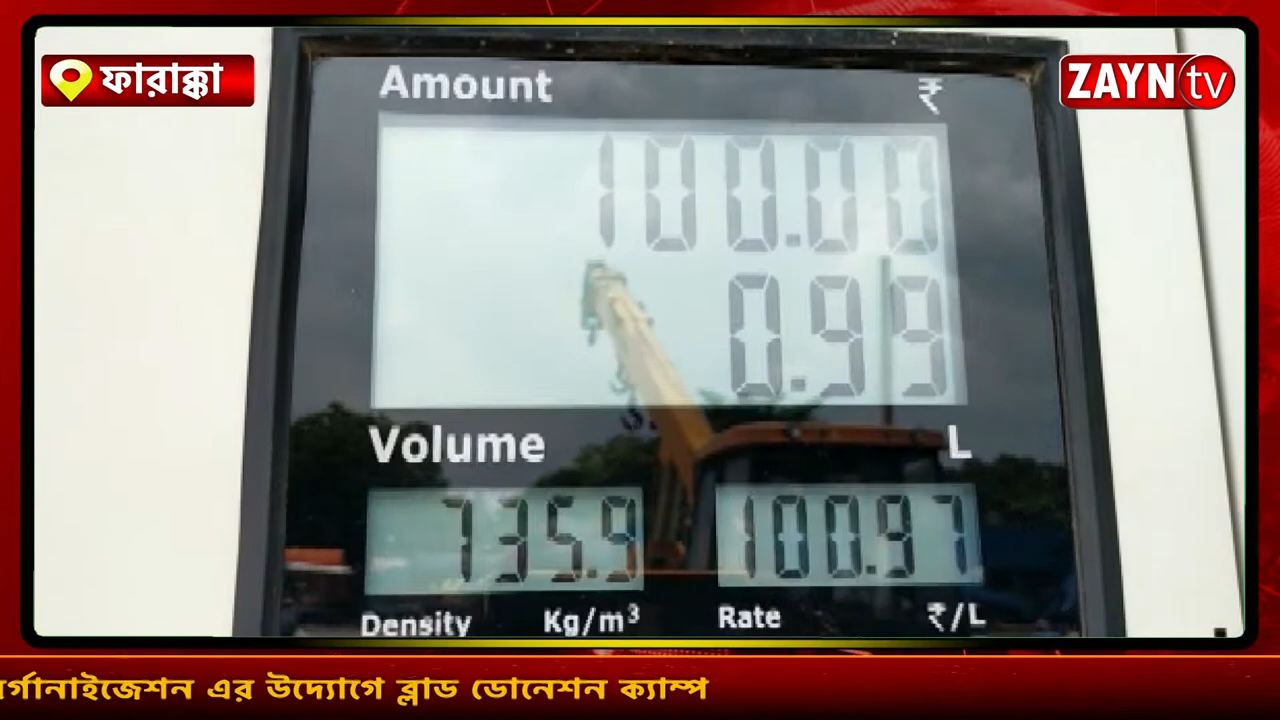 ফারাক্কা
ZAYN tv
Amount ₹
100.00
0.99
Volume L
735.9 100.97
Density Kg/m³ Rate ₹/L
র্গানাইজেশন এর উদ্যোগে ব্লাড ডোনেশন ক্যাম্প